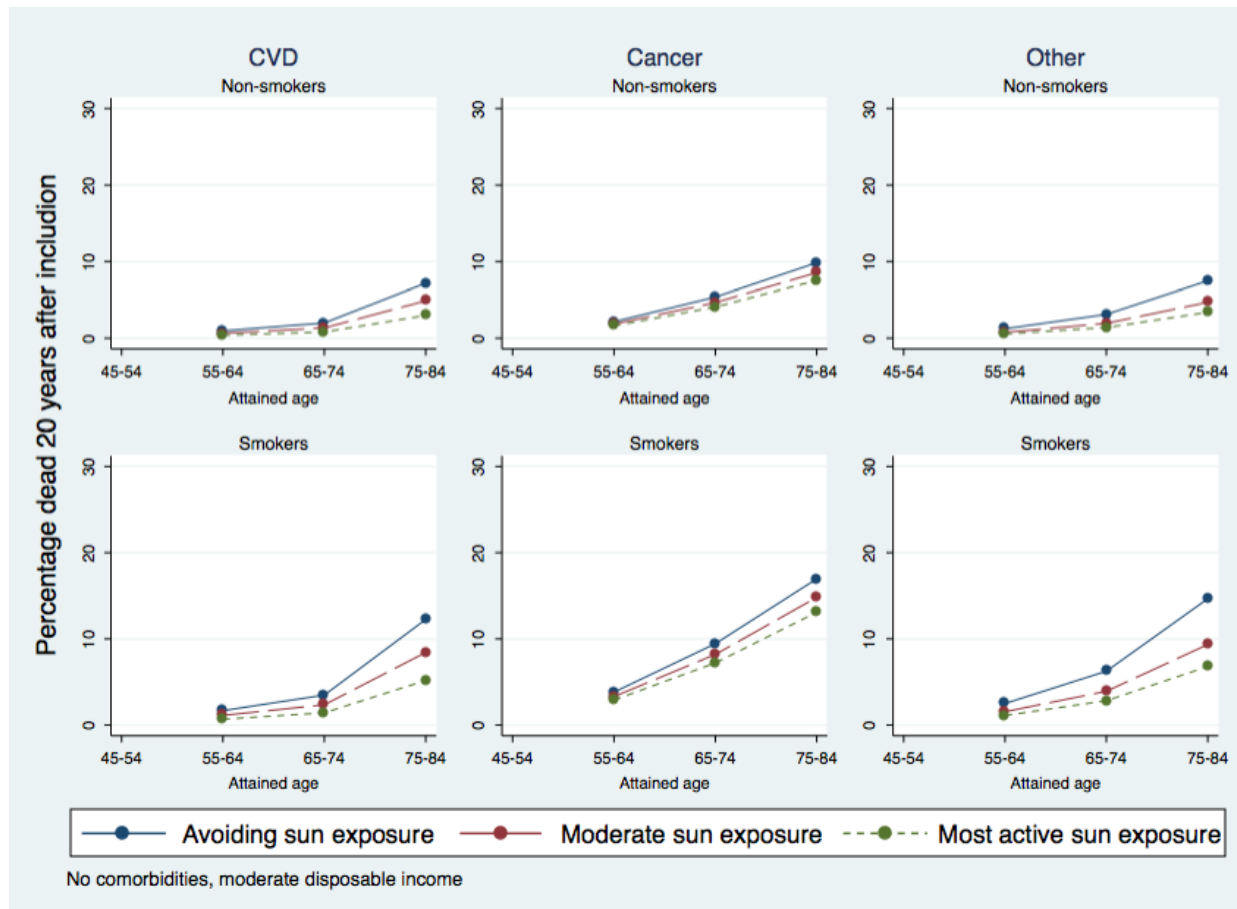 CVD
Cancer
Other
Non-smokers
Non-smokers
Non-smokers
Percentage dead 20 years after includion
30
20
10
0
45-54 55-64 65-74 75-84
Attained age
30
20
10
0
45-54 55-64 65-74 75-84
Attained age
30
20
10
0
45-54 55-64 65-74 75-84
Attained age
Smokers
Smokers
Smokers
30
20
10
0
45-54 55-64 65-74 75-84
Attained age
30
20
10
0
45-54 55-64 65-74 75-84
Attained age
30
20
10
0
45-54 55-64 65-74 75-84
Attained age
Avoiding sun exposure Moderate sun exposure Most active sun exposure
No comorbidities, moderate disposable income